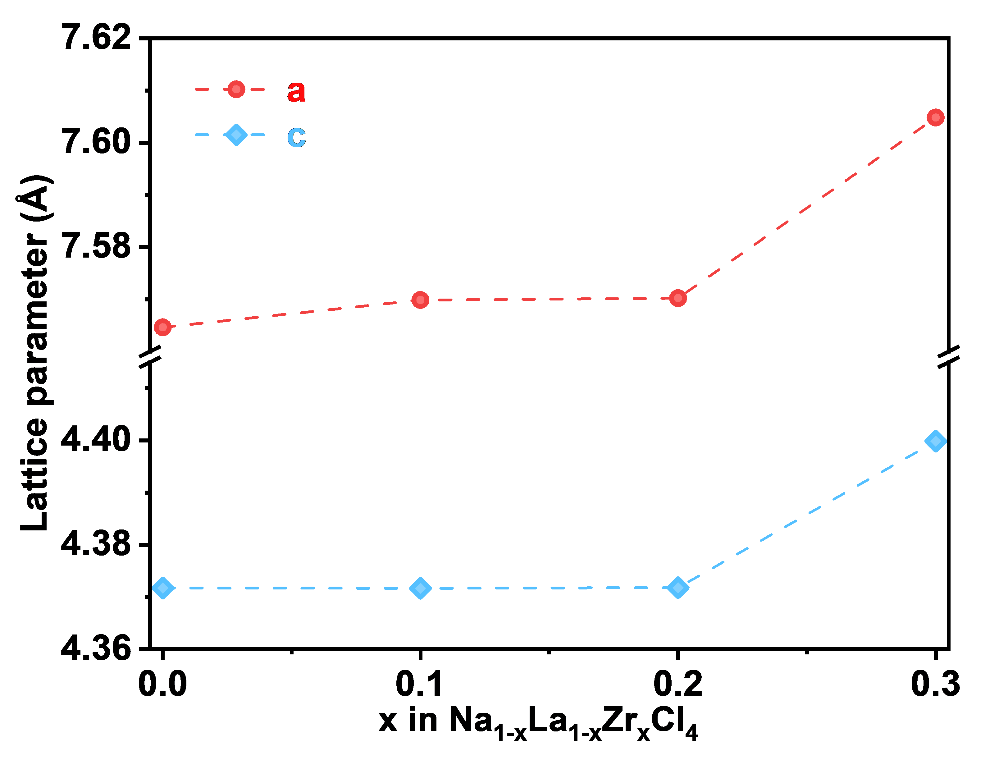 7.62
7.60
7.58
4.40
4.38
4.36
Lattice parameter (Å)
a
c
0.0 0.1 0.2 0.3
x in Na₁₋ₓLa₁₋ₓZrₓCl₄